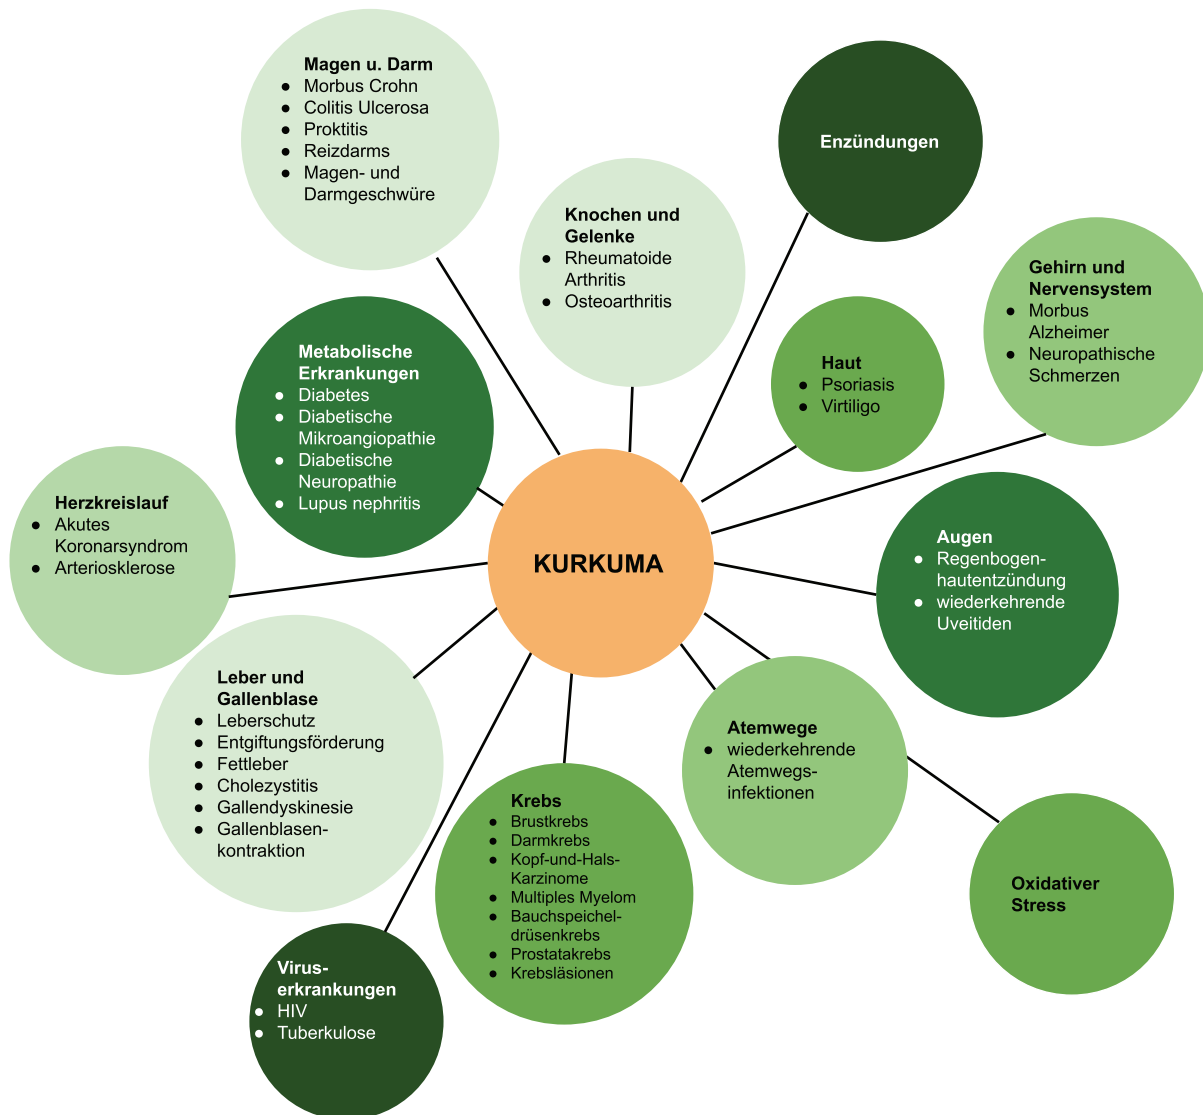 Magen u. Darm
● Morbus Crohn
● Colitis Ulcerosa
● Proktitis
● Reizdarms
● Magen- und
Darmgeschwüre
Enzündungen
Knochen und
Gelenke
● Rheumatoide
Arthritis
● Osteoarthritis
Gehirn und
Nervensystem
● Morbus
Alzheimer
● Neuropathische
Schmerzen
Metabolische
Erkrankungen
● Diabetes
● Diabetische
Mikroangiopathie
● Diabetische
Neuropathie
● Lupus nephritis
Haut
● Psoriasis
● Virtiligo
Herzkreislauf
● Akutes
Koronarsyndrom
● Arteriosklerose
KURKUMA
Augen
● Regenbogen-
hautentzündung
● wiederkehrende
Uveitiden
Leber und
Gallenblase
● Leberschutz
● Entgiftungsförderung
● Fettleber
● Cholezystitis
● Gallendyskinesie
● Gallenblasen-
kontraktion
Atemwege
● wiederkehrende
Atemwegs-
infektionen
Krebs
● Brustkrebs
● Darmkrebs
● Kopf-und-Hals-
Karzinome
● Multiples Myelom
● Bauchspeichel-
drüsenkrebs
● Prostatakrebs
● Krebsläsionen
Oxidativer
Stress
Virus-
erkrankungen
● HIV
● Tuberkulose